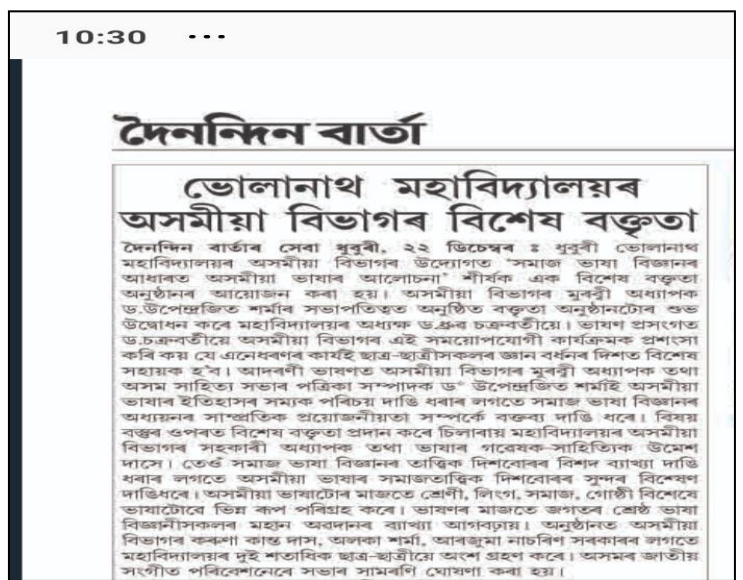 10:30 ...
দৈনন্দিন বাৰ্তা
ভোলানাথ মহাবিদ্যালয়ৰ
অসমীয়া বিভাগৰ বিশেষ বক্তৃতা
দৈনন্দিন বাৰ্তাৰ সেৱা ধুবুৰী, ২২ ডিচেম্বৰ ঃ ধুবুৰী ভোলানাথ
মহাবিদ্যালয়ৰ অসমীয়া বিভাগৰ উদ্যোগত 'সমাজ ভাষা বিজ্ঞানৰ
আধাৰত অসমীয়া ভাষাৰ আলোচনা' শীৰ্যক এক বিশেষ বক্তৃতা
অনুষ্ঠানৰ আয়োজন কৰা হয়। অসমীয়া বিভাগৰ মুৰব্বী অধ্যাপক
ড.উপেন্দ্ৰজিত শৰ্মাৰ সভাপতিত্বত অনুষ্ঠিত বক্তৃতা অনুষ্ঠানটোৰ শুভ
উদ্বোধন কৰে মহাবিদ্যালয়ৰ অধ্যক্ষ ড.ধ্ৰুৱ চক্ৰৱৰ্তীয়ে। ভাষণ প্ৰসংগত
ড.চক্ৰৱৰ্তীয়ে অসমীয়া বিভাগৰ এই সময়োপযোগী কাৰ্যক্ৰমক প্ৰশংসা
কৰি কয় যে এনেধৰণৰ কাৰ্যই ছাত্ৰ-ছাত্ৰীসকলৰ জ্ঞান বৰ্ধনৰ দিশত বিশেষ
সহায়ক হ'ব। আদৰণী ভাষণত অসমীয়া বিভাগৰ মুৰব্বী অধ্যাপক তথা
অসম সাহিত্য সভাৰ পত্ৰিকা সম্পাদক ড° উপেন্দ্ৰজিত শৰ্মাই অসমীয়া
ভাষাৰ ইতিহাসৰ সম্যক পৰিচয় দাঙি ধৰাৰ লগতে সমাজ ভাষা বিজ্ঞানৰ
অধ্যয়নৰ সাম্প্ৰতিক প্ৰয়োজনীয়তা সম্পৰ্কে বক্তব্য দাঙি ধৰে। বিষয়
বস্তুৰ ওপৰত বিশেষ বক্তৃতা প্ৰদান কৰে চিলাৰায় মহাবিদ্যালয়ৰ অসমীয়া
বিভাগৰ সহকাৰী অধ্যাপক তথা ভাষাৰ গৱেষক-সাহিত্যিক উমেশ
দাসে। তেওঁ সমাজ ভাষা বিজ্ঞানৰ তাত্ত্বিক দিশবোৰৰ বিশদ ব্যাখ্যা দাঙি
ধৰাৰ লগতে অসমীয়া ভাষাৰ সমাজতাত্ত্বিক দিশবোৰৰ সুন্দৰ বিশ্লেষণ
দাঙিধৰে। অসমীয়া ভাষাটোৰ মাজতে শ্ৰেণী, লিংগ, সমাজ, গোষ্ঠী বিশেষে
ভাষাটোৱে ভিন্ন ৰূপ পৰিগ্ৰহ কৰে। ভাষণৰ মাজতে জগতৰ শ্ৰেষ্ঠ ভাষা
বিজ্ঞানীসকলৰ মহান অৱদানৰ ব্যাখ্যা আগবঢ়ায়। অনুষ্ঠানত অসমীয়া
বিভাগৰ কৰুণা কান্ত দাস, অলকা শৰ্মা, আৰজুমা নাচৰিণ সৰকাৰৰ লগতে
মহাবিদ্যালয়ৰ দুই শতাধিক ছাত্ৰ-ছাত্ৰীয়ে অংশ গ্ৰহণ কৰে। অসমৰ জাতীয়
সংগীত পৰিবেশনেৰে সভাৰ সামৰণি ঘোষণা কৰা হয়।